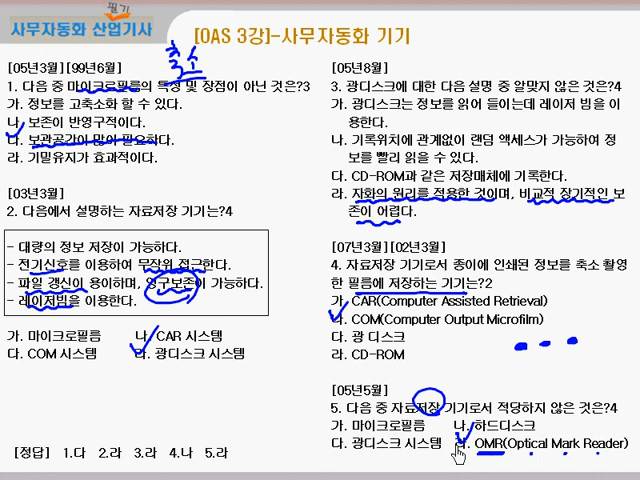 필기
사무자동화 산업기사
[OAS 3강]-사무자동화 기기
축소
[05년3월][99년6월]
1. 다음 중 마이크로필름의 특징 및 장점이 아닌 것은?3
가. 정보를 고축소화 할 수 있다.
나. 보존이 반영구적이다.
다. 보관공간이 많이 필요하다.
라. 기밀유지가 효과적이다.
[03년3월]
2. 다음에서 설명하는 자료저장 기기는?4
- 대량의 정보 저장이 가능하다.
- 전기신호를 이용하여 무장위 접근한다.
- 파일 갱신이 용이하며, 영구보존이 가능하다.
- 레이저빔을 이용한다.
가. 마이크로필름 나. CAR 시스템
다. COM 시스템 라. 광디스크 시스템
[05년8월]
3. 광디스크에 대한 다음 설명 중 알맞지 않은 것은?4
가. 광디스크는 정보를 읽어 들이는데 레이저 빔을 이
용한다.
나. 기록위치에 관계없이 랜덤 액세스가 가능하여 정
보를 빨리 읽을 수 있다.
다. CD-ROM과 같은 저장매체에 기록한다.
라. 자화의 원리를 적용한 것이며, 비교적 장기적인 보
존이 어렵다.
[07년3월][02년3월]
4. 자료저장 기기로서 종이에 인쇄된 정보를 축소 촬영
한 필름에 저장하는 기기는?2
가. CAR(Computer Assisted Retrieval)
나. COM(Computer Output Microfilm)
다. 광 디스크
라. CD-ROM
[05년5월]
5. 다음 중 자료저장 기기로서 적당하지 않은 것은?4
가. 마이크로필름 나. 하드디스크
다. 광디스크 시스템 라. OMR(Optical Mark Reader)
[정답] 1.다 2.라 3.라 4.나 5.라